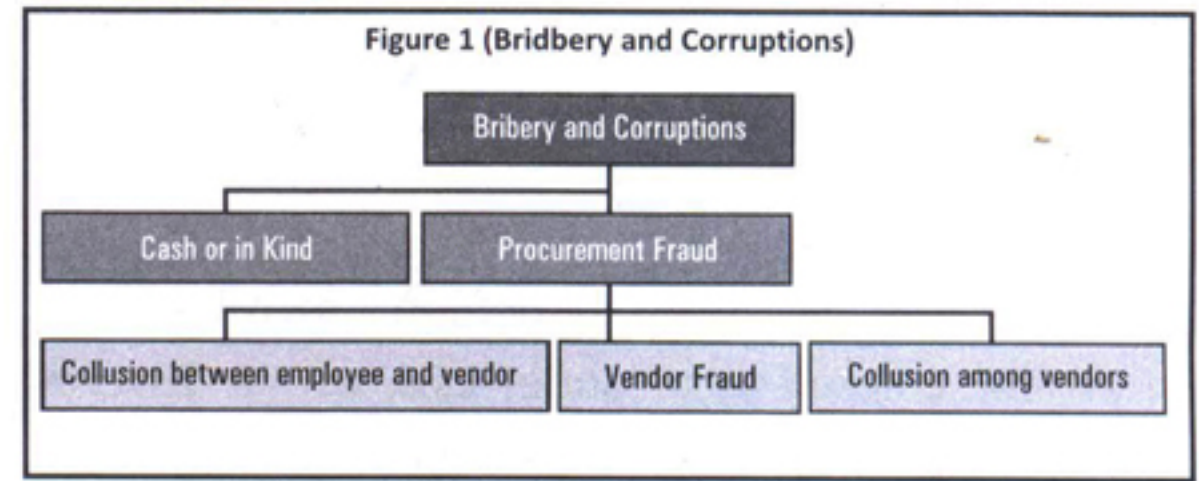 Figure 1 (Bridbery and Corruptions)
Bribery and Corruptions
Cash or in Kind
Procurement Fraud
Collusion between employee and vendor
Vendor Fraud
Collusion among vendors